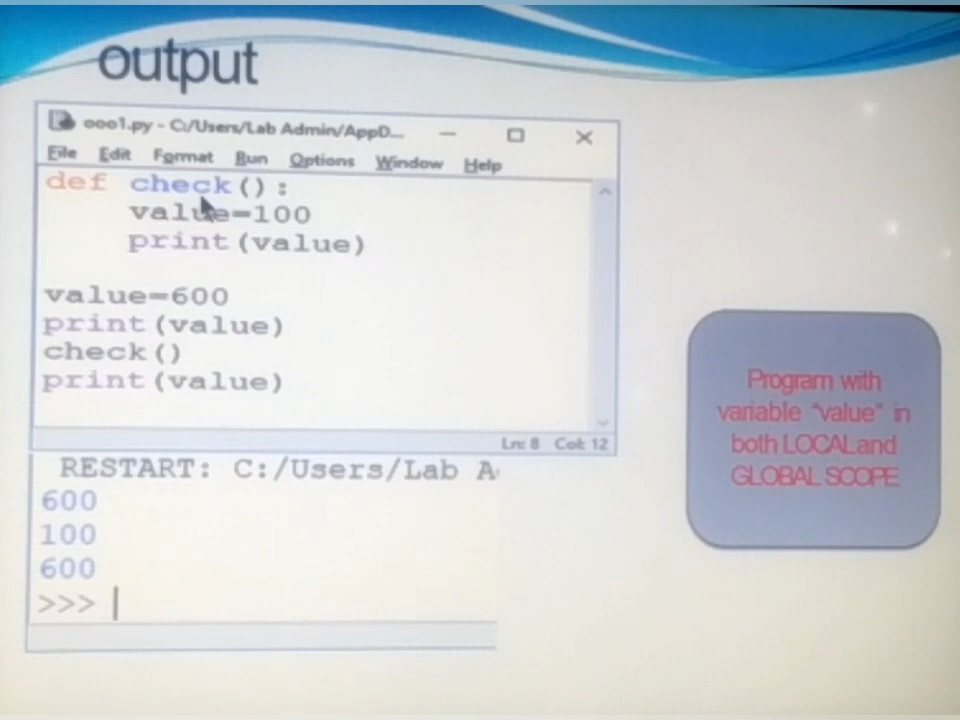 output
ooo1.py - C:/Users/Lab Admin/AppD...
File Edit Format Run Options Window Help
def check():
value=100
print(value)
value=600
print(value)
check()
print(value)
Ln: 8 Col: 12
RESTART: C:/Users/Lab A
600
100
600
>>>
Program with
variable "value" in
both LOCAL and
GLOBAL SCOPE